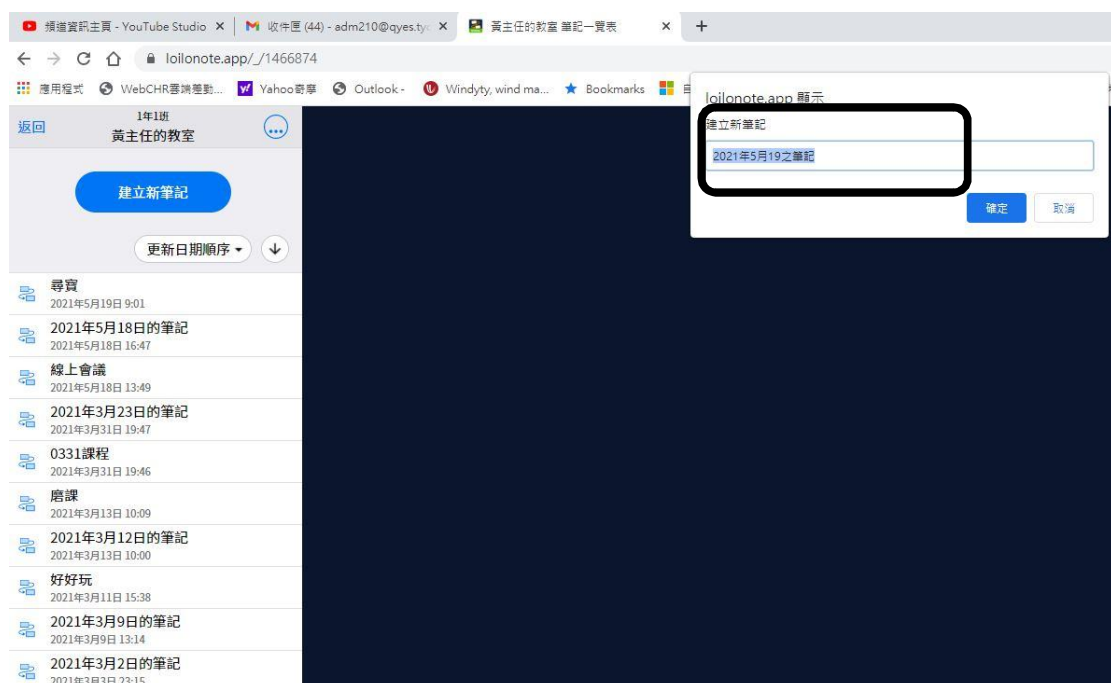 頻道資訊主頁 - YouTube Studio
收件匣 (44) - adm210@qyes.ty
黃主任的教室 筆記一覽表
loilonote.app/_/1466874
應用程式
WebCHR雲端差勤...
Yahoo奇摩
Outlook -
Windyty, wind ma...
Bookmarks
loilonote.app 顯示
建立新筆記
2021年5月19之筆記
確定
取消
返回
1年1班
黃主任的教室
建立新筆記
更新日期順序
尋寶
2021年5月19日 9:01
2021年5月18日的筆記
2021年5月18日 16:47
線上會議
2021年5月18日 13:49
2021年3月23日的筆記
2021年3月31日 19:47
0331課程
2021年3月31日 19:46
磨課
2021年3月13日 10:09
2021年3月12日的筆記
2021年3月13日 10:00
好好玩
2021年3月11日 15:38
2021年3月9日的筆記
2021年3月9日 13:14
2021年3月2日的筆記
2021年3月3日 23:15